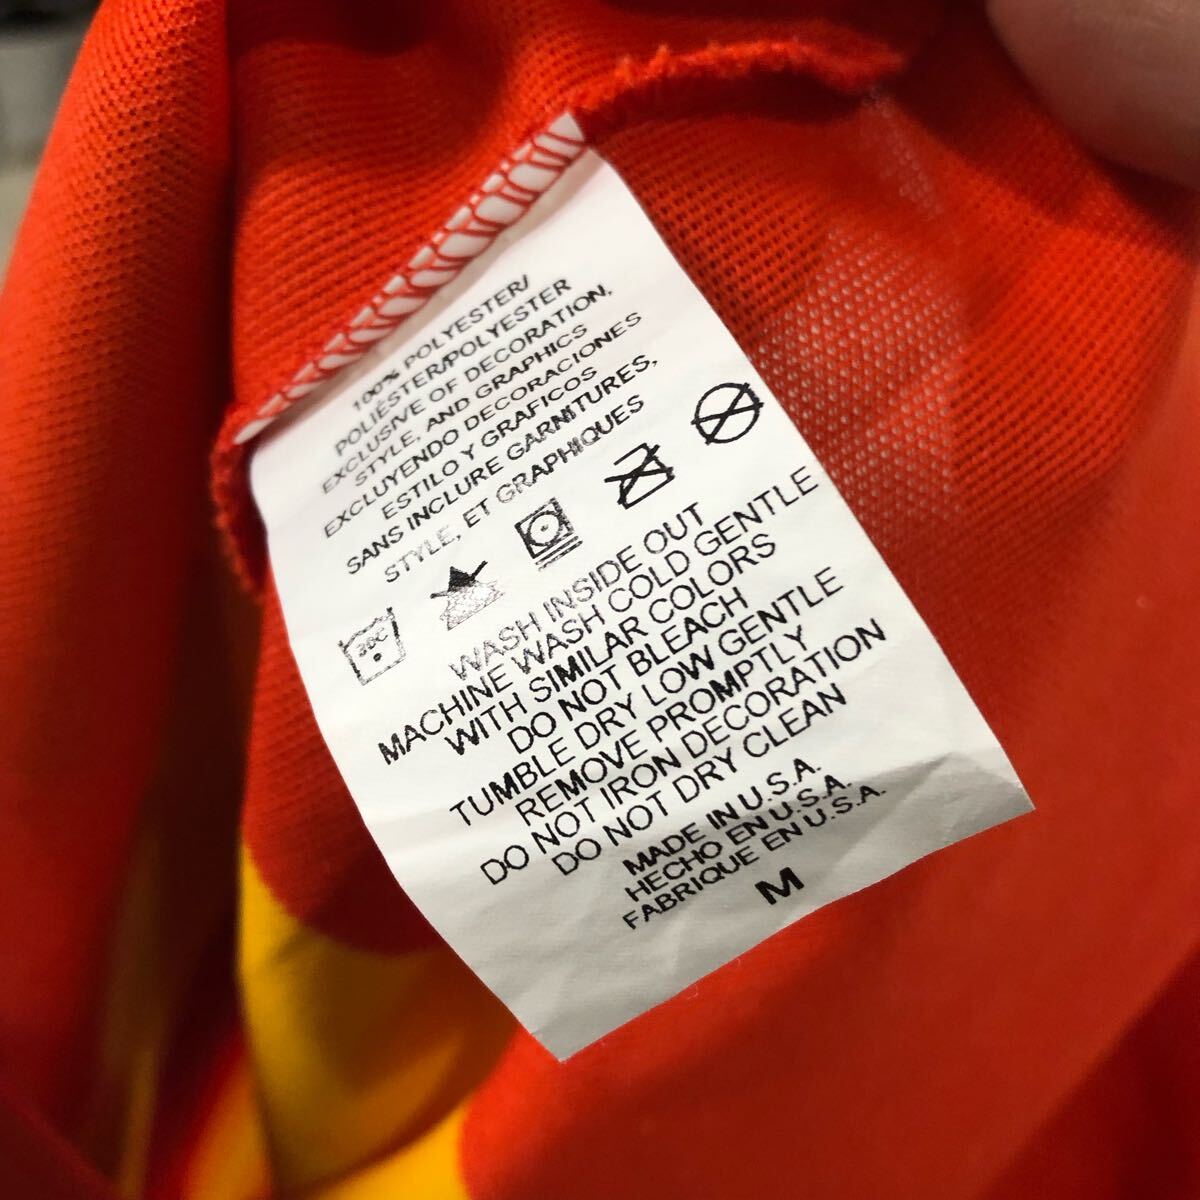 100% POLYESTER/
POLIÉSTER/POLYESTER
EXCLUSIVE OF DECORATION,
STYLE, AND GRAPHICS
EXCLUYENDO DECORACIONES
ESTILO Y GRAFICOS
SANS INCLURE GARNITURES,
STYLE, ET GRAPHIQUES
30C
WASH INSIDE OUT
MACHINE WASH COLD GENTLE
WITH SIMILAR COLORS
DO NOT BLEACH
TUMBLE DRY LOW GENTLE
REMOVE PROMPTLY
DO NOT IRON DECORATION
DO NOT DRY CLEAN
MADE IN U.S.A.
HECHO EN U.S.A.
FABRIQUE EN U.S.A.
M